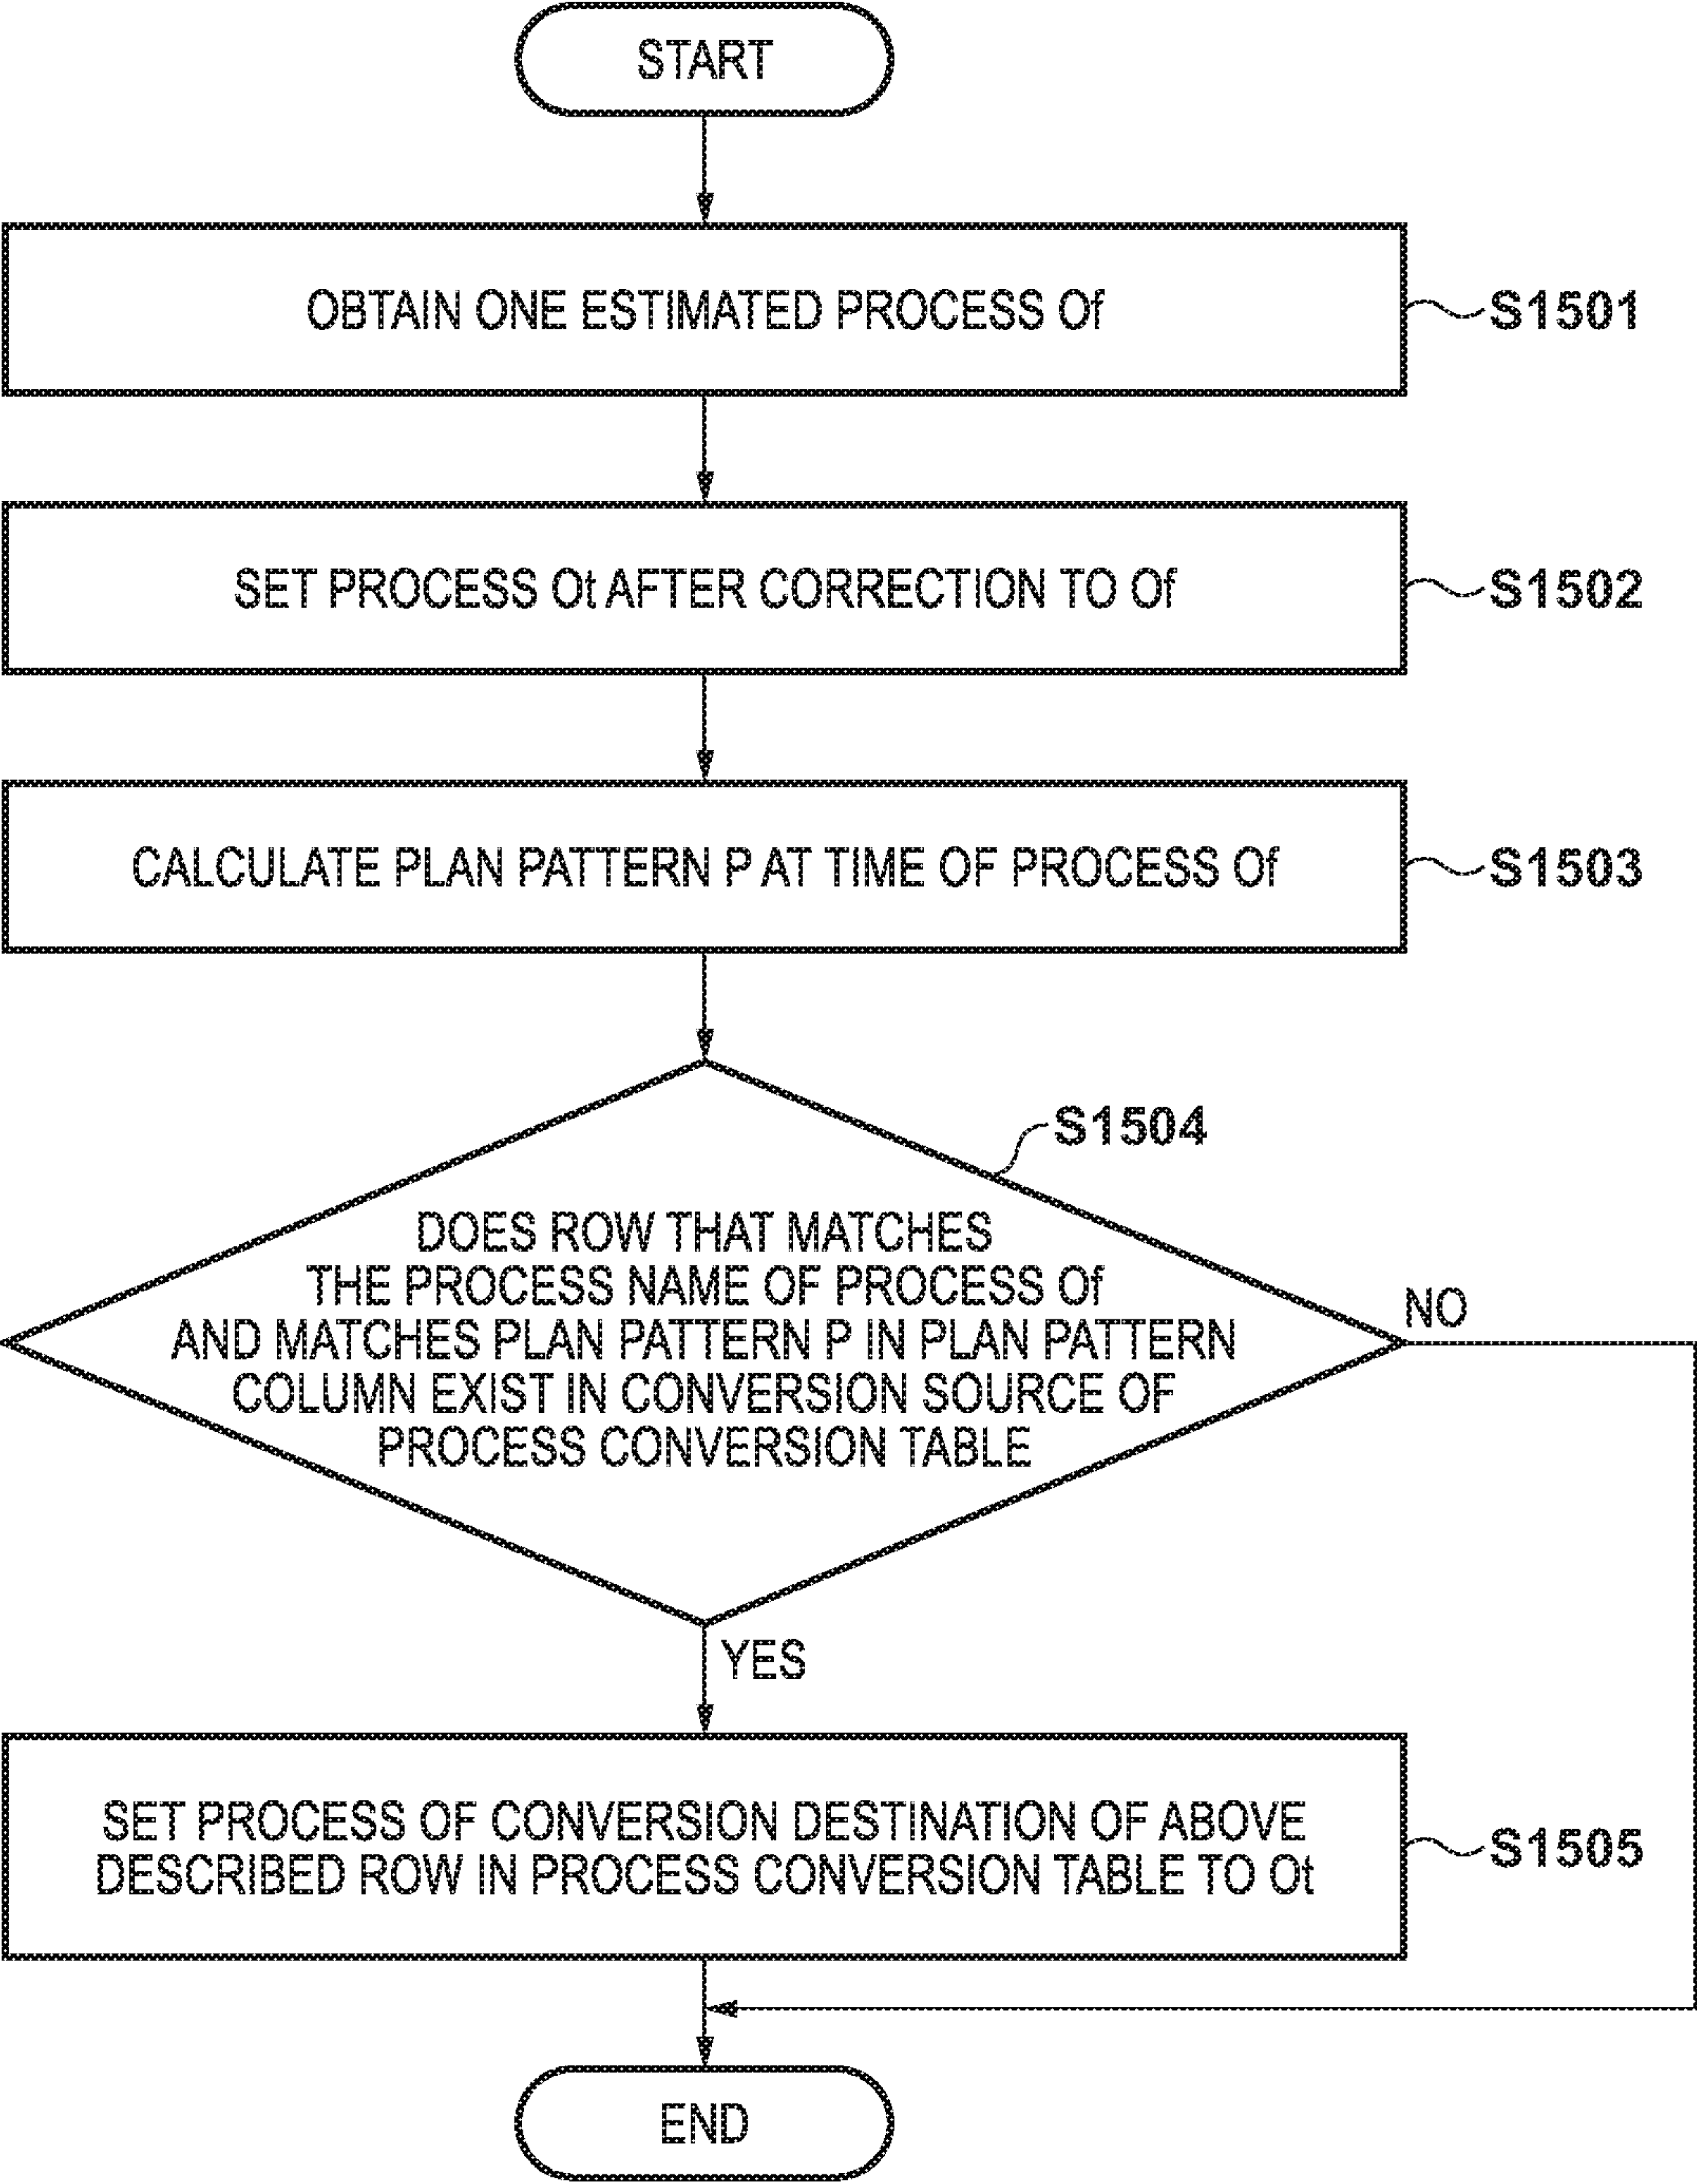 START
OBTAIN ONE ESTIMATED PROCESS Of
S1501
SET PROCESS Ot AFTER CORRECTION TO Of
S1502
CALCULATE PLAN PATTERN P AT TIME OF PROCESS Of
S1503
S1504
DOES ROW THAT MATCHES
THE PROCESS NAME OF PROCESS Of
AND MATCHES PLAN PATTERN P IN PLAN PATTERN
COLUMN EXIST IN CONVERSION SOURCE OF
PROCESS CONVERSION TABLE
NO
YES
SET PROCESS OF CONVERSION DESTINATION OF ABOVE
DESCRIBED ROW IN PROCESS CONVERSION TABLE TO Ot
S1505
END